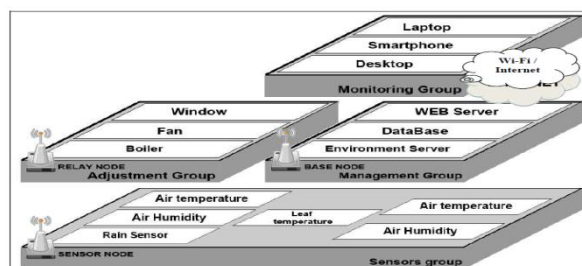 Laptop
Smartphone
Desktop
Wi-Fi /
Internet
Monitoring Group
Window
Fan
Boiler
RELAY NODE
Adjustment Group
WEB Server
DataBase
Environment Server
BASE NODE
Management Group
Air temperature
Air Humidity
Rain Sensor
Leaf
temperature
Air temperature
Air Humidity
SENSOR NODE
Sensors group